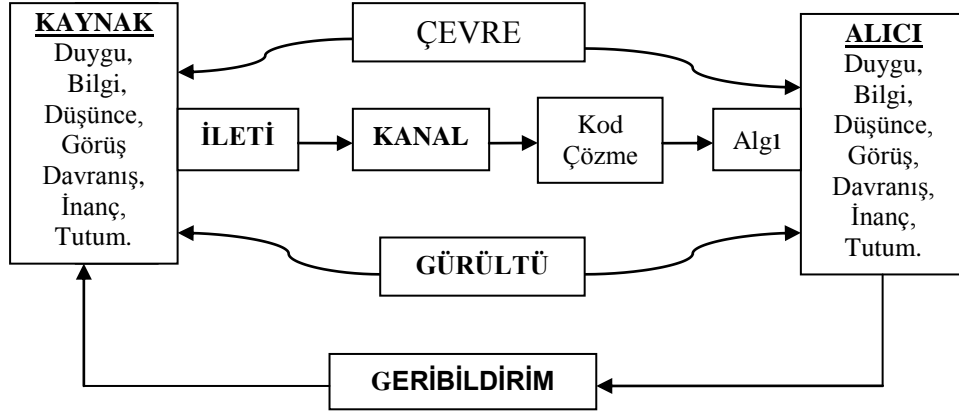 KAYNAK
Duygu,
Bilgi,
Düşünce,
Görüş
Davranış,
İnanç,
Tutum.
ÇEVRE
İLETİ
KANAL
Kod
Çözme
Algı
GÜRÜLTÜ
ALICI
Duygu,
Bilgi,
Düşünce,
Görüş,
Davranış,
İnanç,
Tutum.
GERİBİLDİRİM